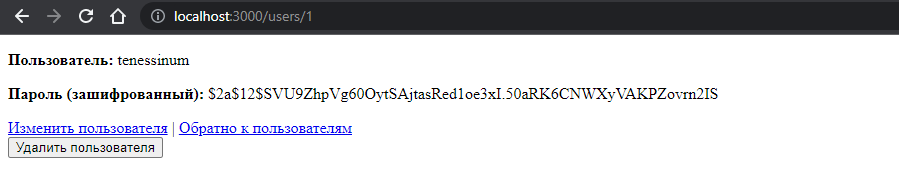 localhost:3000/users/1
Пользователь: tenessinum
Пароль (зашифрованный): $2a$12$SVU9ZhpVg60OytSAjtasRed1oe3xI.50aRK6CNWXyVAKPZovrn2IS
Изменить пользователя | Обратно к пользователям
Удалить пользователя